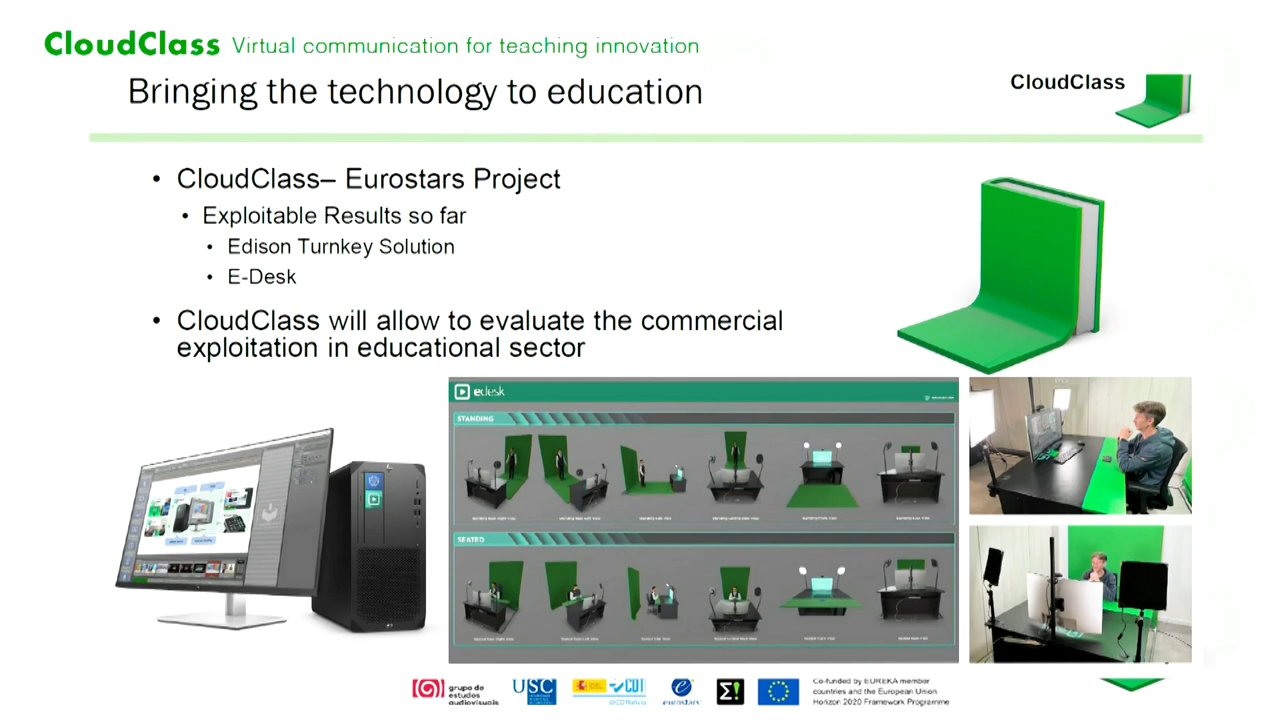 CloudClass Virtual communication for teaching innovation
Bringing the technology to education
CloudClass
• CloudClass– Eurostars Project
• Exploitable Results so far
• Edison Turnkey Solution
• E-Desk
• CloudClass will allow to evaluate the commercial
exploitation in educational sector
edesk
STANDING
SEATED
grupo de
estudos
audiovisuais
USC
CDTI
eurostars
Σ!
Co-funded by EUREKA member
countries and the European Union
Horizon 2020 Framework Programme